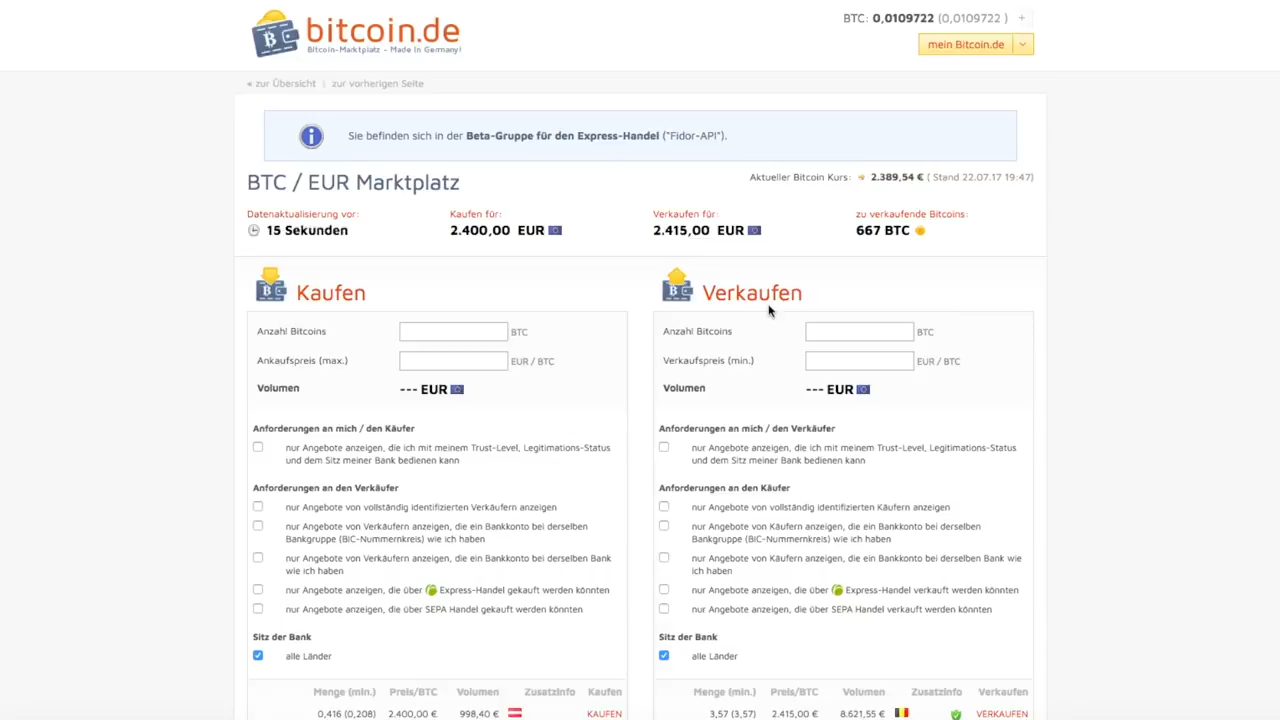 bitcoin.de
Bitcoin-Marktplatz - Made in Germany!
BTC: 0,0109722 (0,0109722 ) +
mein Bitcoin.de
« zur Übersicht | zur vorherigen Seite
Sie befinden sich in der Beta-Gruppe für den Express-Handel ("Fidor-API").
BTC / EUR Marktplatz
Aktueller Bitcoin Kurs: 2.389,54 € ( Stand 22.07.17 19:47)
Datenaktualisierung vor:
15 Sekunden
Kaufen für:
2.400,00 EUR
Verkaufen für:
2.415,00 EUR
zu verkaufende Bitcoins:
667 BTC
Kaufen
Anzahl Bitcoins BTC
Ankaufspreis (max.) EUR / BTC
Volumen --- EUR
Anforderungen an mich / den Käufer
nur Angebote anzeigen, die ich mit meinem Trust-Level, Legitimations-Status
und dem Sitz meiner Bank bedienen kann
Anforderungen an den Verkäufer
nur Angebote von vollständig identifizierten Verkäufern anzeigen
nur Angebote von Verkäufern anzeigen, die ein Bankkonto bei derselben
Bankgruppe (BIC-Nummernkreis) wie ich haben
nur Angebote von Verkäufern anzeigen, die ein Bankkonto bei derselben Bank
wie ich haben
nur Angebote anzeigen, die über Express-Handel gekauft werden könnten
nur Angebote anzeigen, die über SEPA Handel gekauft werden könnten
Sitz der Bank
alle Länder
Menge (min.) Preis/BTC Volumen Zusatzinfo Kaufen
0,416 (0,208) 2.400,00 € 998,40 € KAUFEN
Verkaufen
Anzahl Bitcoins BTC
Verkaufspreis (min.) EUR / BTC
Volumen --- EUR
Anforderungen an mich / den Verkäufer
nur Angebote anzeigen, die ich mit meinem Trust-Level, Legitimations-Status
und dem Sitz meiner Bank bedienen kann
Anforderungen an den Käufer
nur Angebote von vollständig identifizierten Käufern anzeigen
nur Angebote von Käufern anzeigen, die ein Bankkonto bei derselben
Bankgruppe (BIC-Nummernkreis) wie ich haben
nur Angebote von Käufern anzeigen, die ein Bankkonto bei derselben Bank wie
ich haben
nur Angebote anzeigen, die über Express-Handel verkauft werden könnten
nur Angebote anzeigen, die über SEPA Handel verkauft werden könnten
Sitz der Bank
alle Länder
Menge (min.) Preis/BTC Volumen Zusatzinfo Verkaufen
3,57 (3,57) 2.415,00 € 8.621,55 € VERKAUFEN